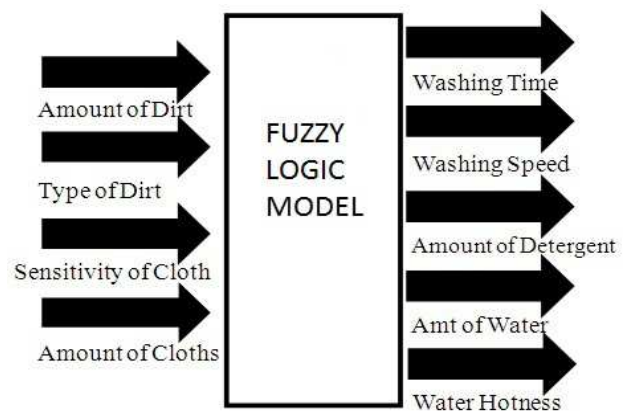 Amount of Dirt
Type of Dirt
Sensitivity of Cloth
Amount of Cloths
FUZZY
LOGIC
MODEL
Washing Time
Washing Speed
Amount of Detergent
Amt of Water
Water Hotness